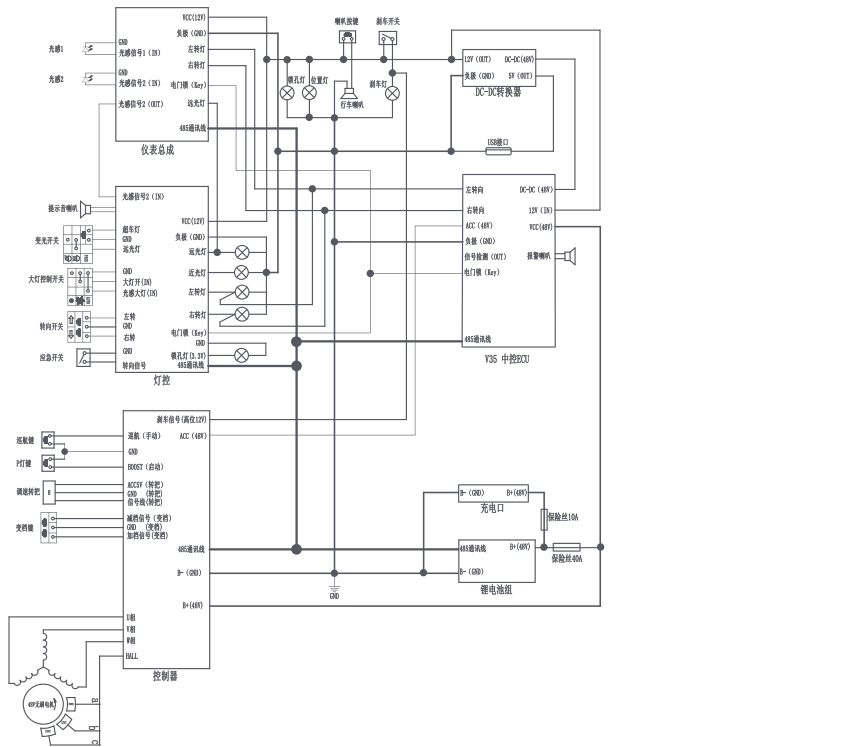 光感1
GND
光感信号1 (IN)
光感2
GND
光感信号2 (IN)
光感信号2 (OUT)
VCC(12V)
负极 (GND)
左转灯
右转灯
电门锁 (Key)
远光灯
485通讯线
仪表总成
喇叭按键
刹车开关
锁孔灯
位置灯
行车喇叭
刹车灯
12V (OUT)
DC-DC(48V)
负极 (GND)
5V (OUT)
DC-DC转换器
USB接口
光感信号2 (IN)
提示音喇叭
变光开关
超车灯
GND
远光灯
大灯控制开关
GND
大灯开(IN)
光感大灯(IN)
转向开关
左转
GND
右转
应急开关
GND
转向信号
VCC(12V)
负极 (GND)
远光灯
近光灯
左转灯
右转灯
电门锁 (Key)
GND
锁孔灯(3.3V)
485通讯线
灯控
左转向
DC-DC (48V)
右转向
12V (IN)
ACC (48V)
VCC(48V)
负极 (GND)
信号检测 (OUT)
电门锁 (Key)
报警喇叭
485通讯线
V35 中控ECU
刹车信号(高位12V)
ACC (48V)
巡航键
巡航 (手动)
GND
P灯键
BOOST (启动)
调速转把
ACC5V (转把)
GND (转把)
信号线(转把)
变档键
减档信号 (变档)
GND (变档)
加档信号(变档)
485通讯线
B- (GND)
B+(48V)
U相
V相
W相
HALL
控制器
GND
B- (GND)
B+(48V)
充电口
保险丝10A
485通讯线
B+(48V)
B- (GND)
锂电池组
保险丝40A
48V无刷电机
a
b
c